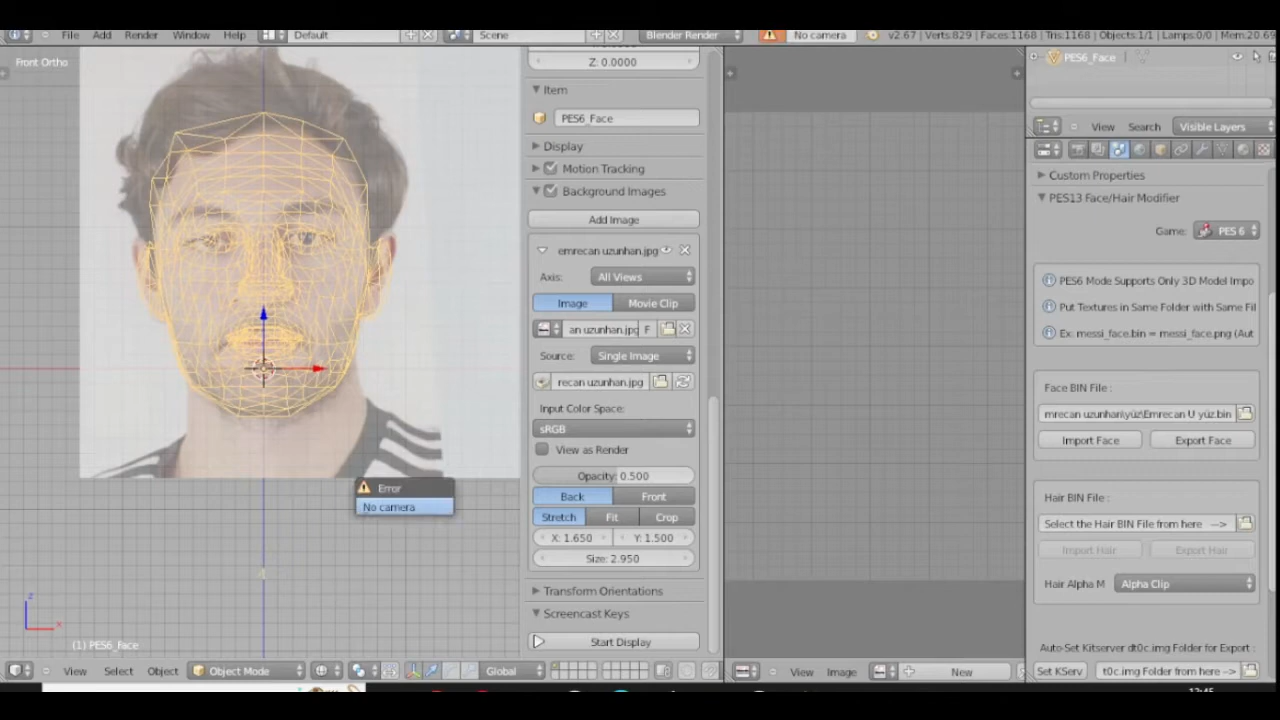 File Add Render Window Help Default Scene Blender Render No camera v2.67 | Verts:829 | Faces:1168 | Tris:1168 | Objects:1/1 | Lamps:0/0 | Mem:20.69
Front Ortho
Z: 0.0000
Item
PES6_Face
Display
Motion Tracking
Background Images
Add Image
emrecan uzunhan.jpg
Axis: All Views
Image Movie Clip
an uzunhan.jpg F
Source: Single Image
recan uzunhan.jpg
Input Color Space:
sRGB
View as Render
Opacity: 0.500
Back Front
Stretch Fit Crop
X: 1.650 Y: 1.500
Size: 2.950
Transform Orientations
Screencast Keys
Start Display
Error
No camera
(1) PES6_Face
View Select Object Object Mode Global
View Image New
PES6_Face
View Search Visible Layers
Custom Properties
PES13 Face/Hair Modifier
Game: PES 6
PES6 Mode Supports Only 3D Model Impo
Put Textures in Same Folder with Same Fil
Ex. messi_face.bin = messi_face.png (Aut
Face BIN File:
mrecan uzunhan\yüz\Emrecan U yüz.bin
Import Face Export Face
Hair BIN File:
Select the Hair BIN File from here -->
Import Hair Export Hair
Hair Alpha M Alpha Clip
Auto-Set Kitserver dt0c.img Folder for Export :
Set KServ t0c.img Folder from here -->